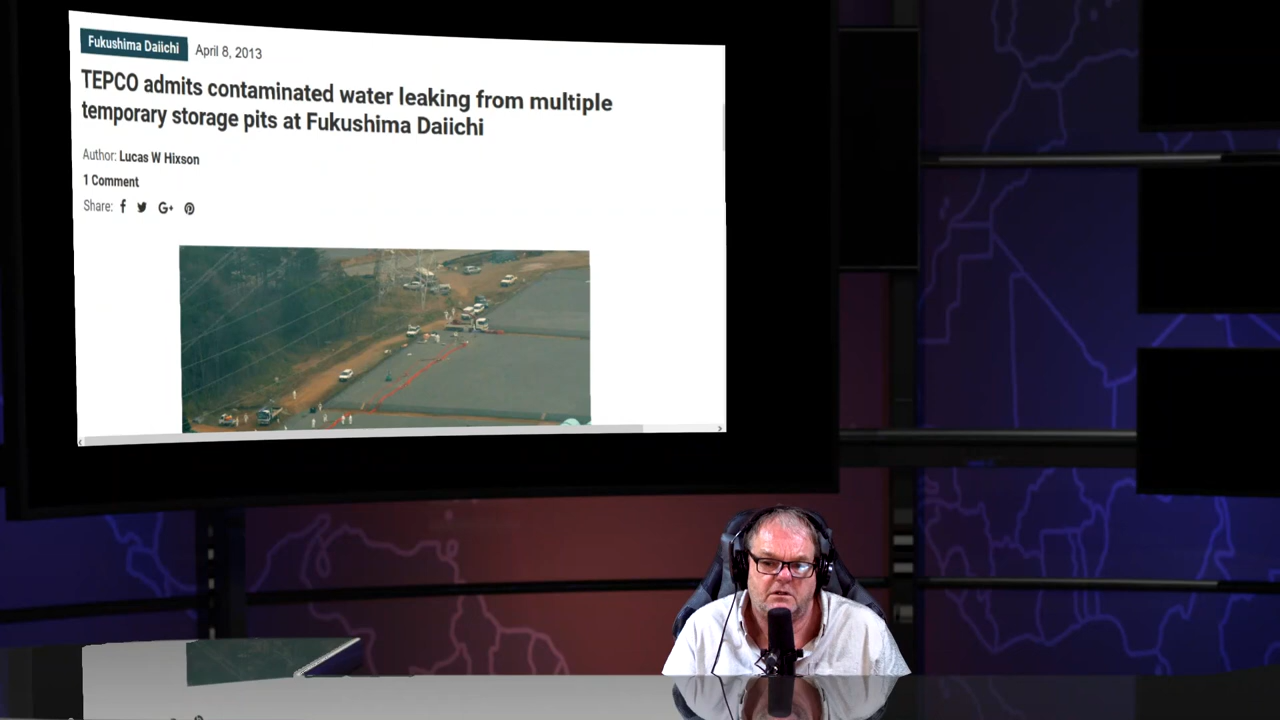 Fukushima Daiichi April 8, 2013
TEPCO admits contaminated water leaking from multiple
temporary storage pits at Fukushima Daiichi
Author: Lucas W Hixson
1 Comment
Share: